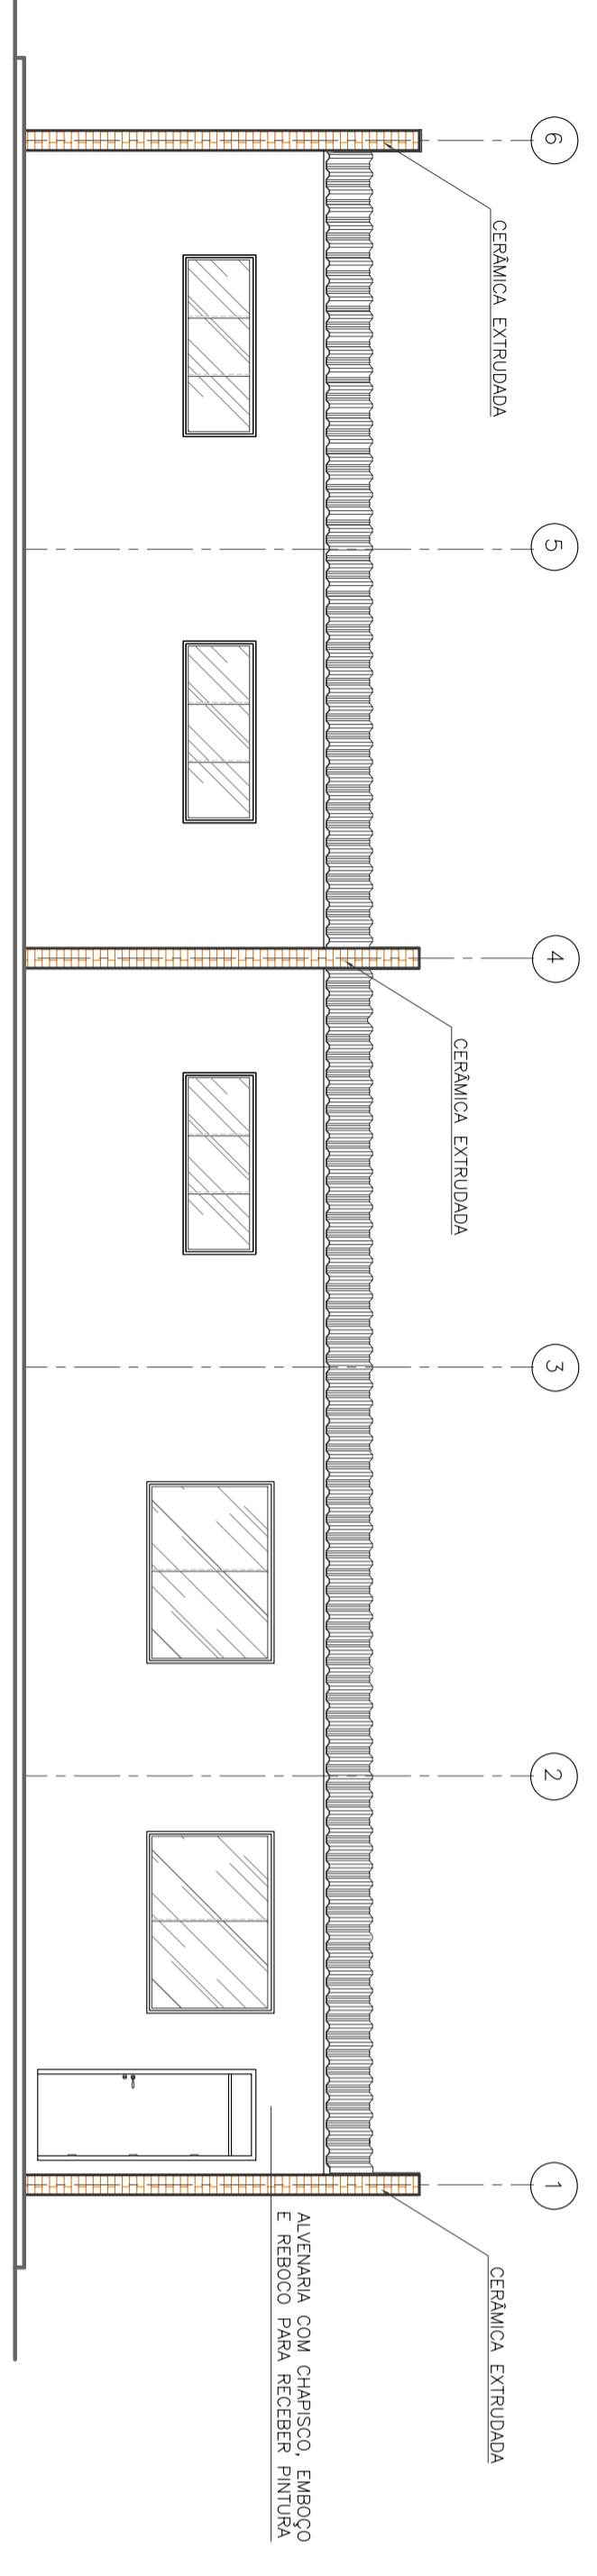 6
CERÂMICA EXTRUDADA
5
4
CERÂMICA EXTRUDADA
3
2
1
CERÂMICA EXTRUDADA
ALVENARIA COM CHAPISCO, EMBOÇO
E REBOCO PARA RECEBER PINTURA